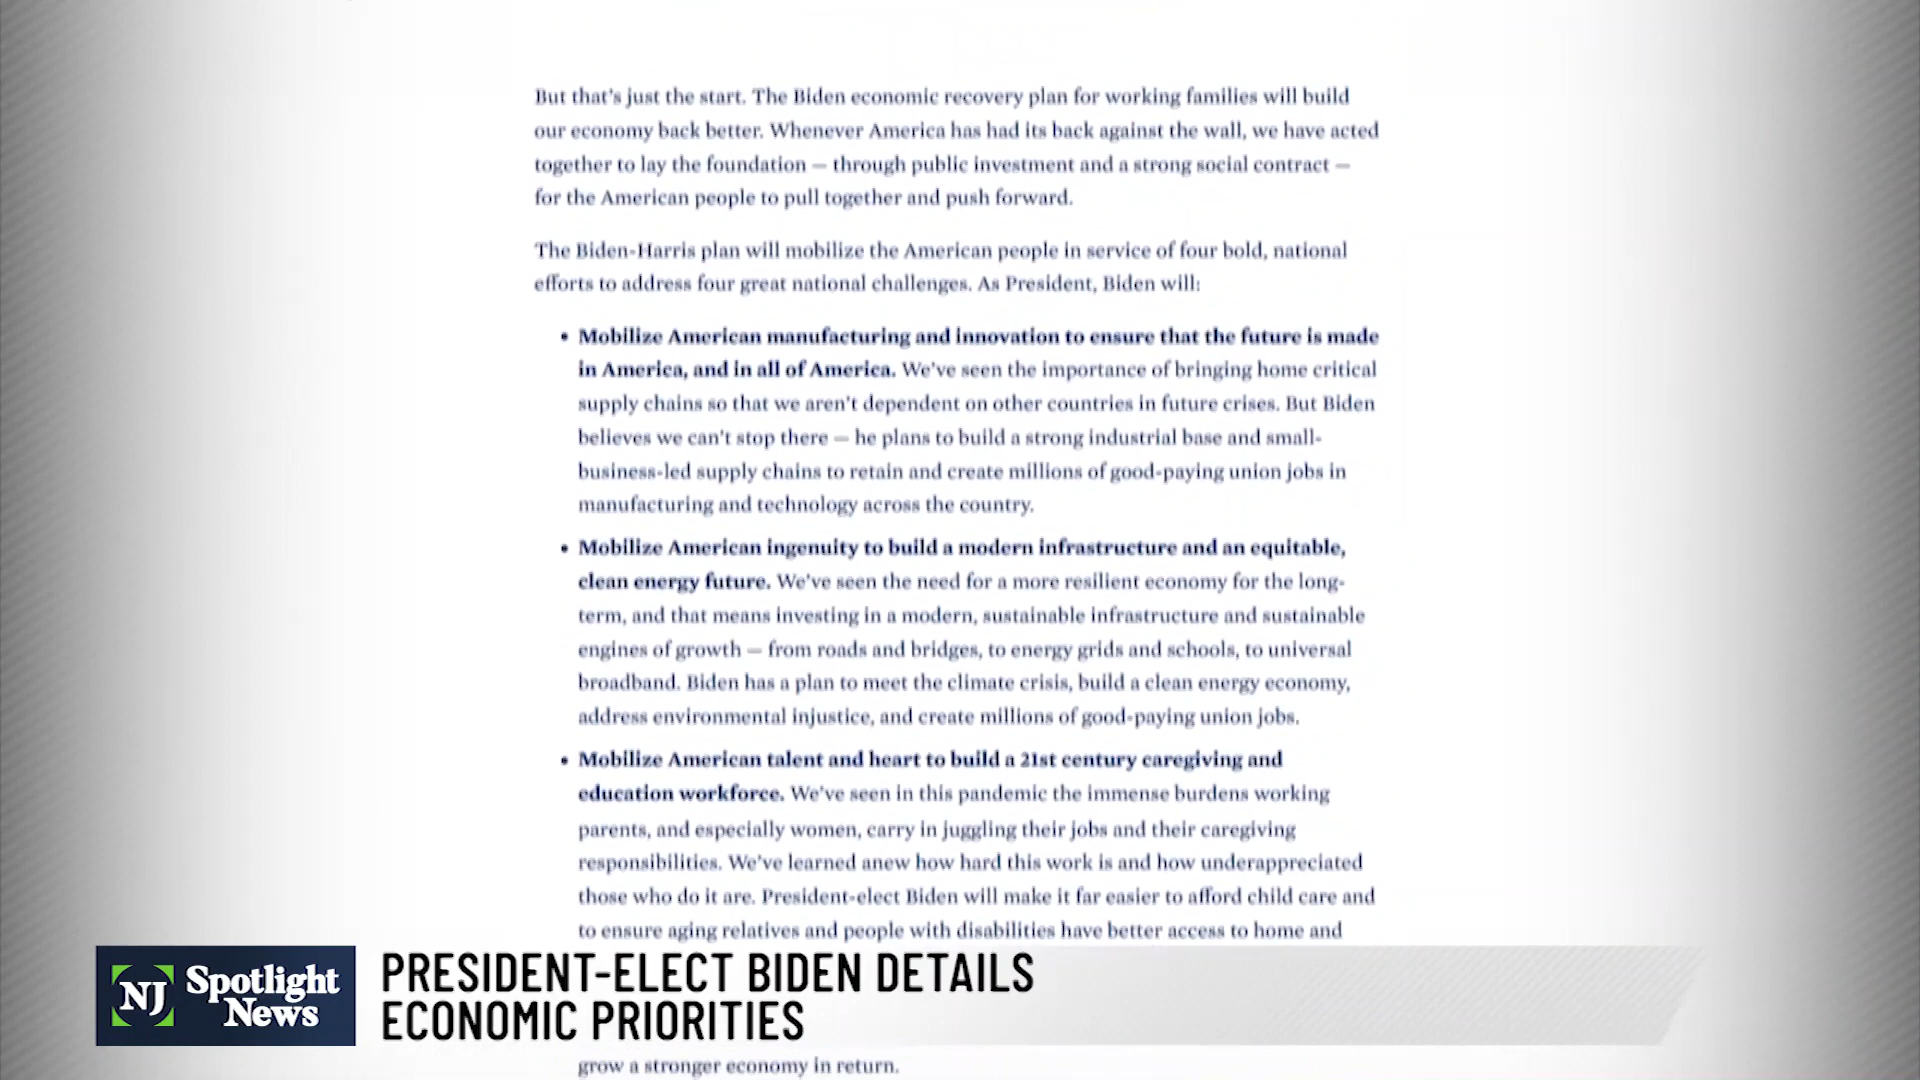 But that's just the start. The Biden economic recovery plan for working families will build
our economy back better. Whenever America has had its back against the wall, we have acted
together to lay the foundation — through public investment and a strong social contract —
for the American people to pull together and push forward.
The Biden-Harris plan will mobilize the American people in service of four bold, national
efforts to address four great national challenges. As President, Biden will:
• Mobilize American manufacturing and innovation to ensure that the future is made
in America, and in all of America. We've seen the importance of bringing home critical
supply chains so that we aren't dependent on other countries in future crises. But Biden
believes we can't stop there — he plans to build a strong industrial base and small-
business-led supply chains to retain and create millions of good-paying union jobs in
manufacturing and technology across the country.
• Mobilize American ingenuity to build a modern infrastructure and an equitable,
clean energy future. We've seen the need for a more resilient economy for the long-
term, and that means investing in a modern, sustainable infrastructure and sustainable
engines of growth — from roads and bridges, to energy grids and schools, to universal
broadband. Biden has a plan to meet the climate crisis, build a clean energy economy,
address environmental injustice, and create millions of good-paying union jobs.
• Mobilize American talent and heart to build a 21st century caregiving and
education workforce. We've seen in this pandemic the immense burdens working
parents, and especially women, carry in juggling their jobs and their caregiving
responsibilities. We've learned anew how hard this work is and how underappreciated
those who do it are. President-elect Biden will make it far easier to afford child care and
to ensure aging relatives and people with disabilities have better access to home and
NJ Spotlight News
PRESIDENT-ELECT BIDEN DETAILS
ECONOMIC PRIORITIES
grow a stronger economy in return.